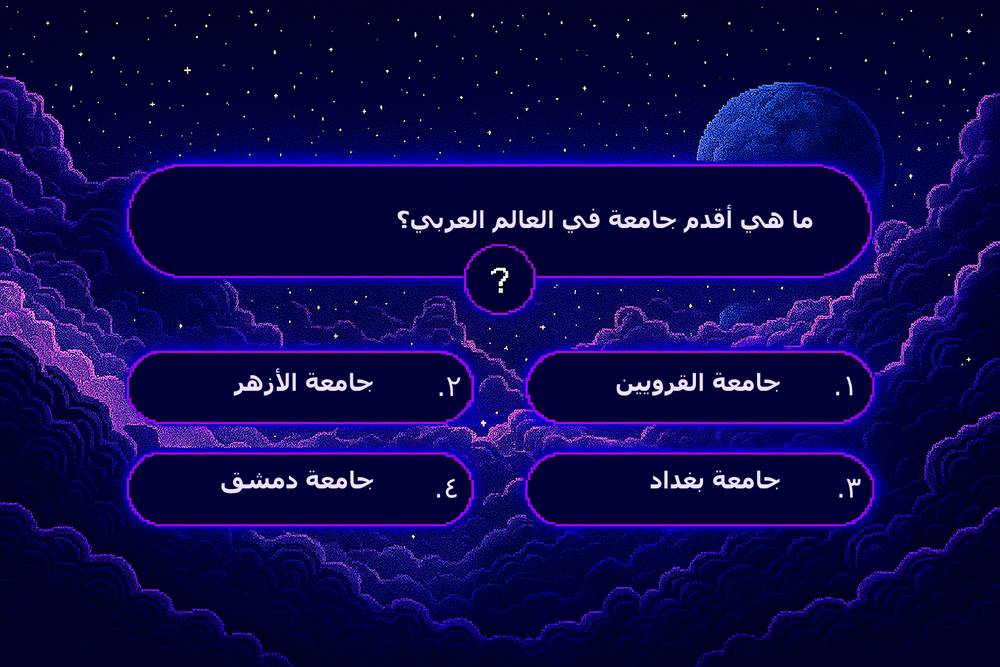 ما هي أقدم جامعة في العالم العربي؟
?
١. جامعة القرويين
٢. جامعة الأزهر
٣. جامعة بغداد
٤. جامعة دمشق